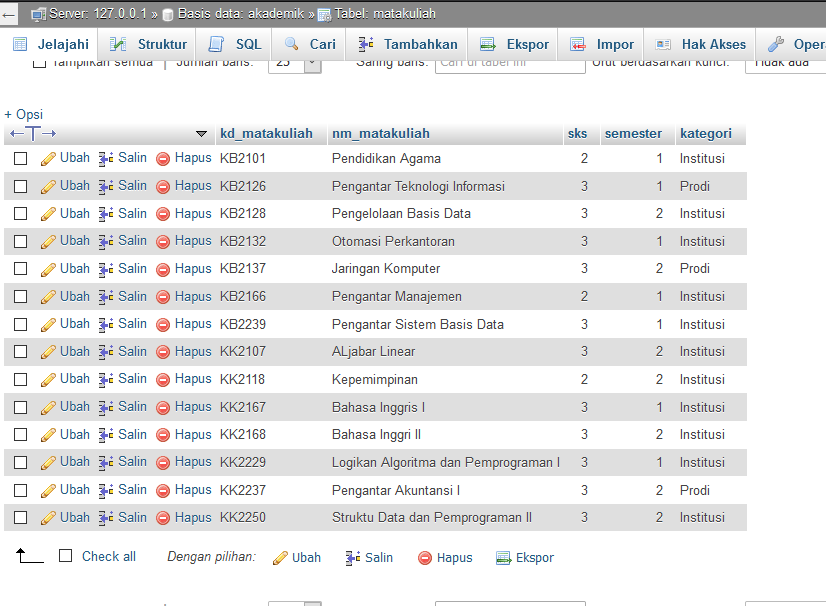 Server: 127.0.0.1 » Basis data: akademik » Tabel: matakuliah
Jelajahi Struktur SQL Cari Tambahkan Ekspor Impor Hak Akses Opera
Tampilkan semua | Jumlah baris: 25 Saring baris: Cari di tabel ini Urut berdasarkan kunci: Tidak ada
+ Opsi
kd_matakuliah nm_matakuliah sks semester kategori
Ubah Salin Hapus KB2101 Pendidikan Agama 2 1 Institusi
Ubah Salin Hapus KB2126 Pengantar Teknologi Informasi 3 1 Prodi
Ubah Salin Hapus KB2128 Pengelolaan Basis Data 3 2 Institusi
Ubah Salin Hapus KB2132 Otomasi Perkantoran 3 1 Institusi
Ubah Salin Hapus KB2137 Jaringan Komputer 3 2 Prodi
Ubah Salin Hapus KB2166 Pengantar Manajemen 2 1 Institusi
Ubah Salin Hapus KB2239 Pengantar Sistem Basis Data 3 1 Institusi
Ubah Salin Hapus KK2107 ALjabar Linear 3 2 Institusi
Ubah Salin Hapus KK2118 Kepemimpinan 2 2 Institusi
Ubah Salin Hapus KK2167 Bahasa Inggris I 3 1 Institusi
Ubah Salin Hapus KK2168 Bahasa Inggri II 3 2 Institusi
Ubah Salin Hapus KK2229 Logikan Algoritma dan Pemprograman I 3 1 Institusi
Ubah Salin Hapus KK2237 Pengantar Akuntansi I 3 2 Prodi
Ubah Salin Hapus KK2250 Struktu Data dan Pemprograman II 3 2 Institusi
Check all Dengan pilihan: Ubah Salin Hapus Ekspor